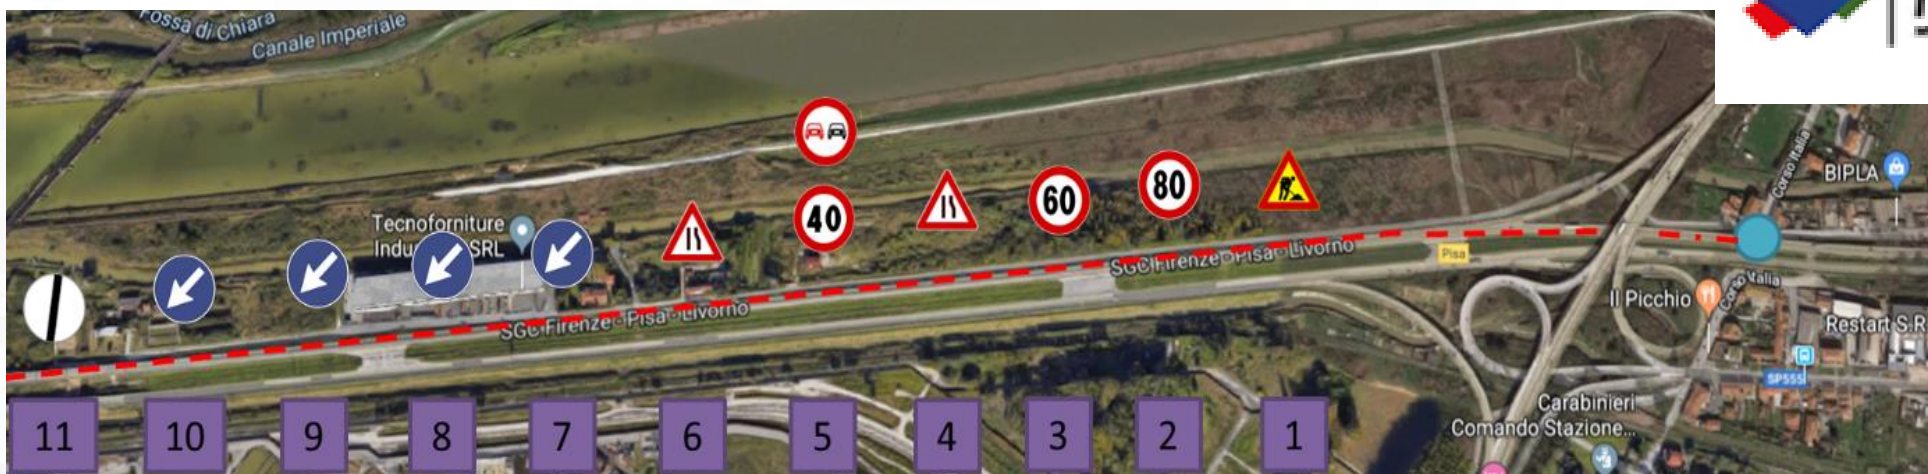 Fossa di Chiara
Canale Imperiale
Corso Italia
BIPLA
Tecnoforniture
SRL
40
60
80
SGC Firenze - Pisa - Livorno
Pisa
SGC Firenze - Pisa - Livorno
Il Picchio
Corso Italia
Restart S.R
SP555
Carabinieri
Comando Stazione...
11
10
9
8
7
6
5
4
3
2
1